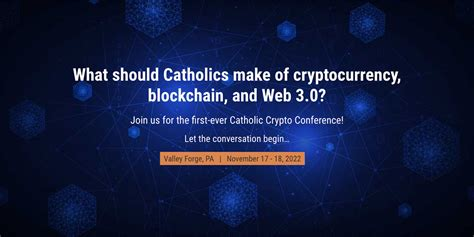 What should Catholics make of cryptocurrency,
blockchain, and Web 3.0?
Join us for the first-ever Catholic Crypto Conference!
Let the conversation begin...
Valley Forge, PA | November 17 - 18, 2022